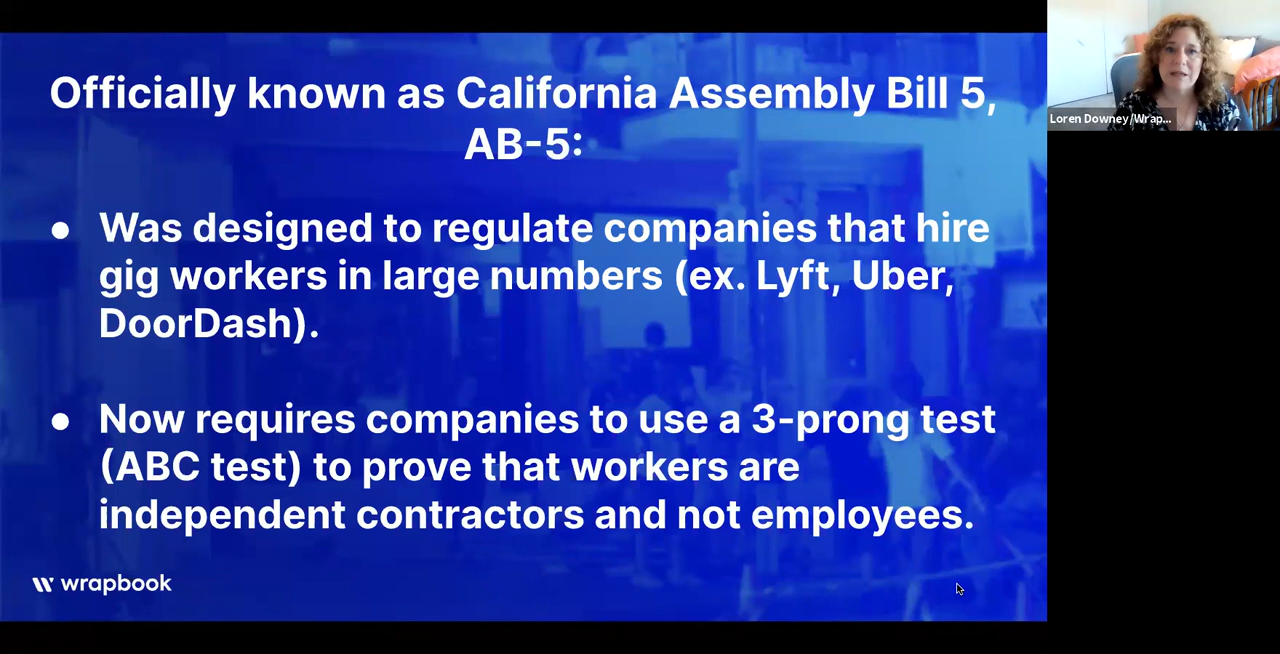 Officially known as California Assembly Bill 5,
AB-5:
● Was designed to regulate companies that hire
gig workers in large numbers (ex. Lyft, Uber,
DoorDash).
● Now requires companies to use a 3-prong test
(ABC test) to prove that workers are
independent contractors and not employees.
wrapbook
Loren Downey/Wrap...